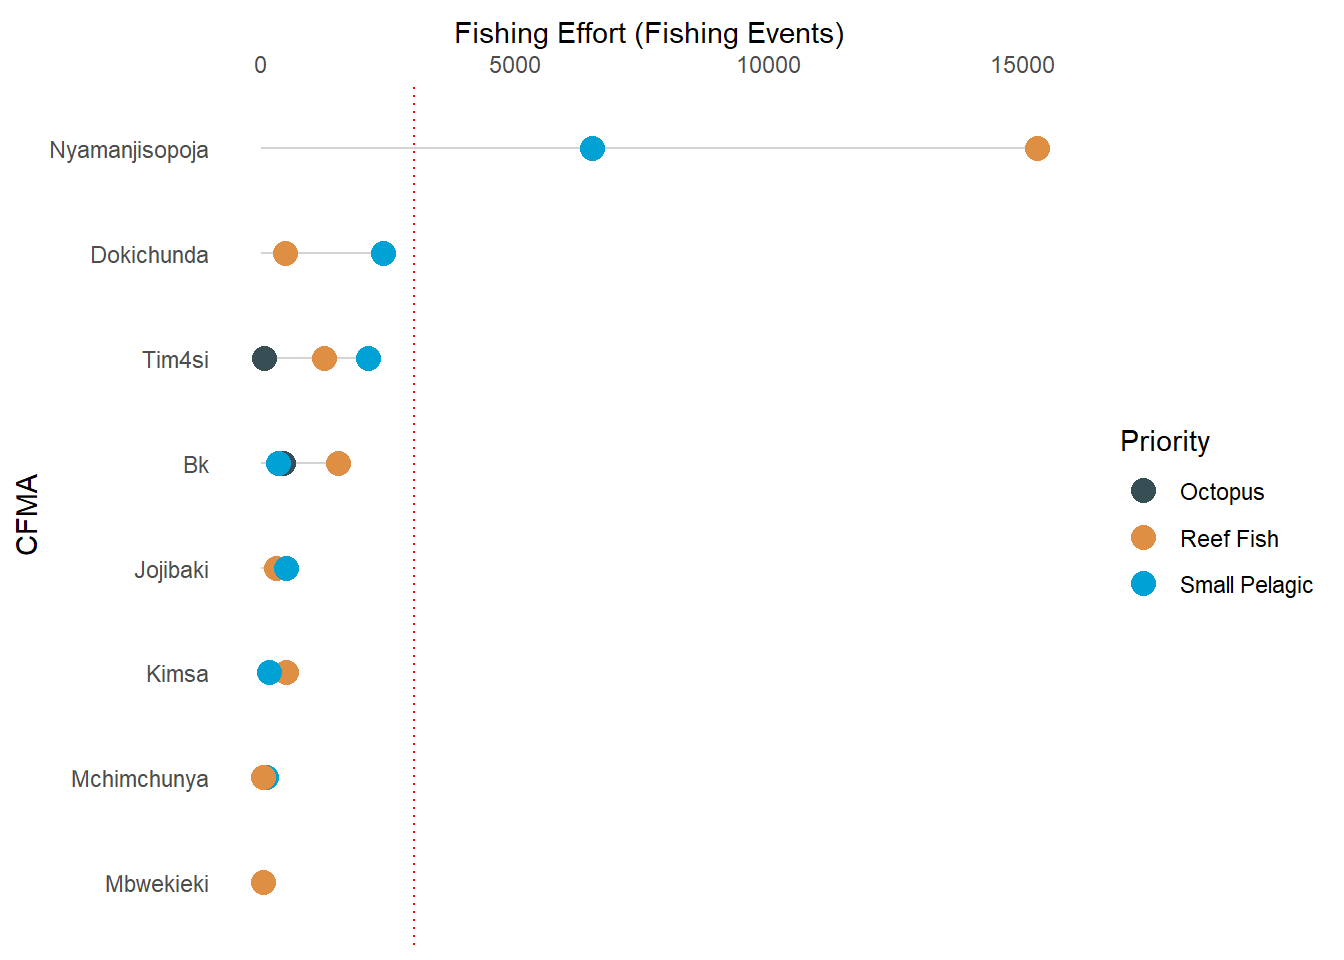 Fishing Effort (Fishing Events)
0 5000 10000 15000
Nyamanjisopoja
Dokichunda
Tim4si
Bk
Jojibaki
Kimsa
Mchimchunya
Mbwekieki
CFMA
Priority
Octopus
Reef Fish
Small Pelagic